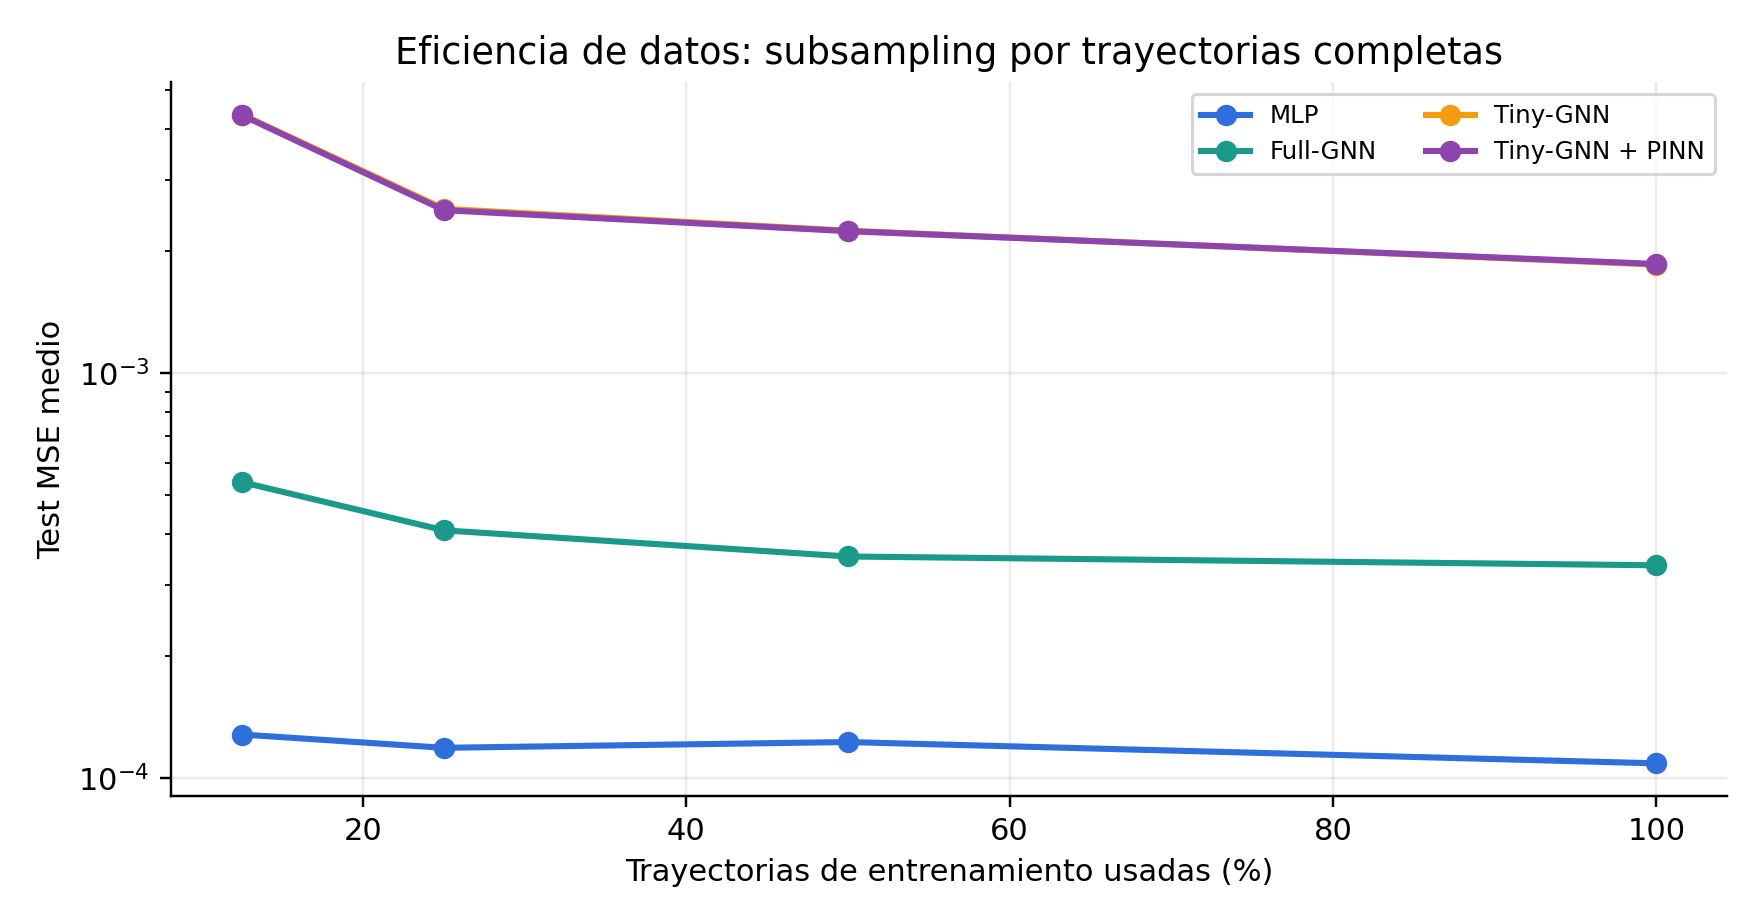 Eficiencia de datos: subsampling por trayectorias completas
MLP
Full-GNN
Tiny-GNN
Tiny-GNN + PINN
Test MSE medio
10⁻³
10⁻⁴
20 40 60 80 100
Trayectorias de entrenamiento usadas (%)